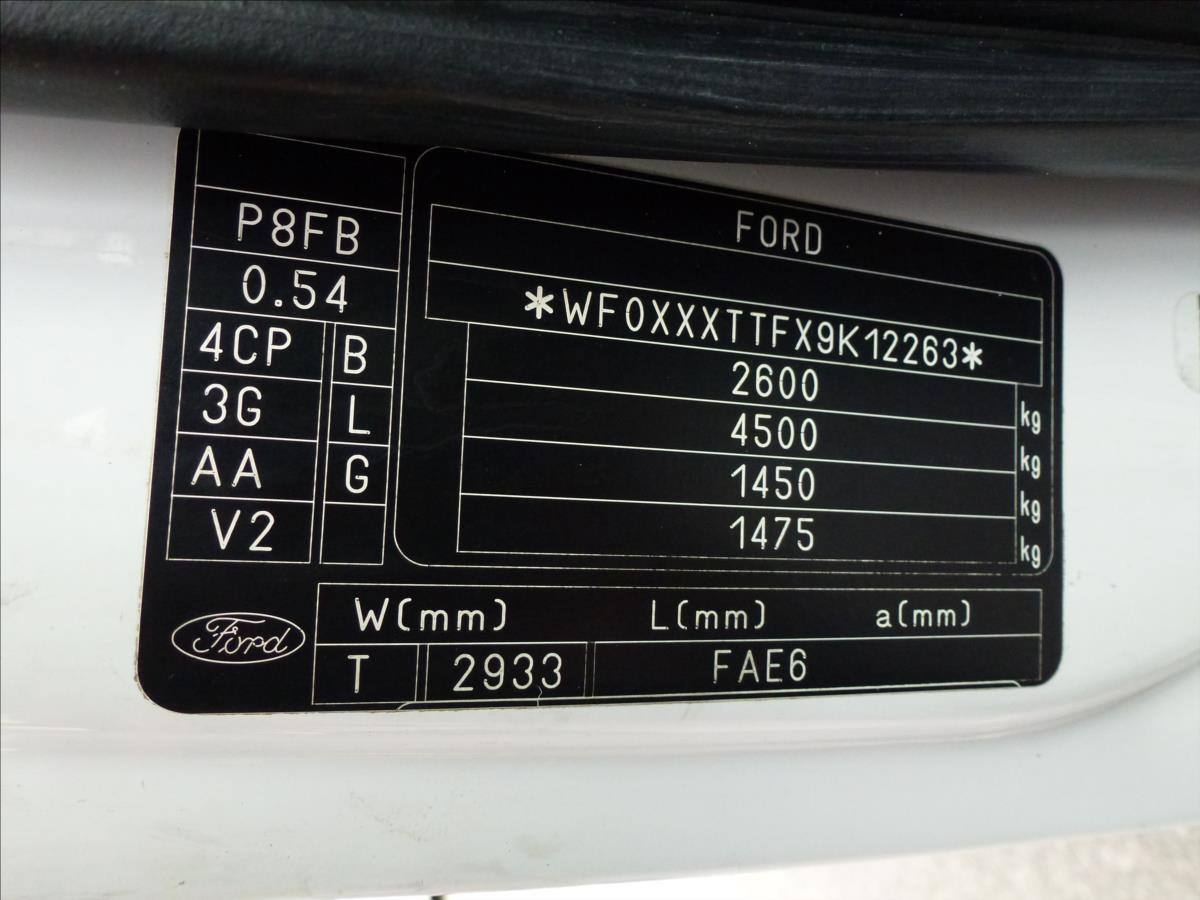 FORD
*WF0XXXTTFX9K12263*
2600 kg
4500 kg
1450 kg
1475 kg
P8FB
0.54
4CP B
3G L
AA G
V2
Ford
W(mm) L(mm) a(mm)
T 2933 FAE6